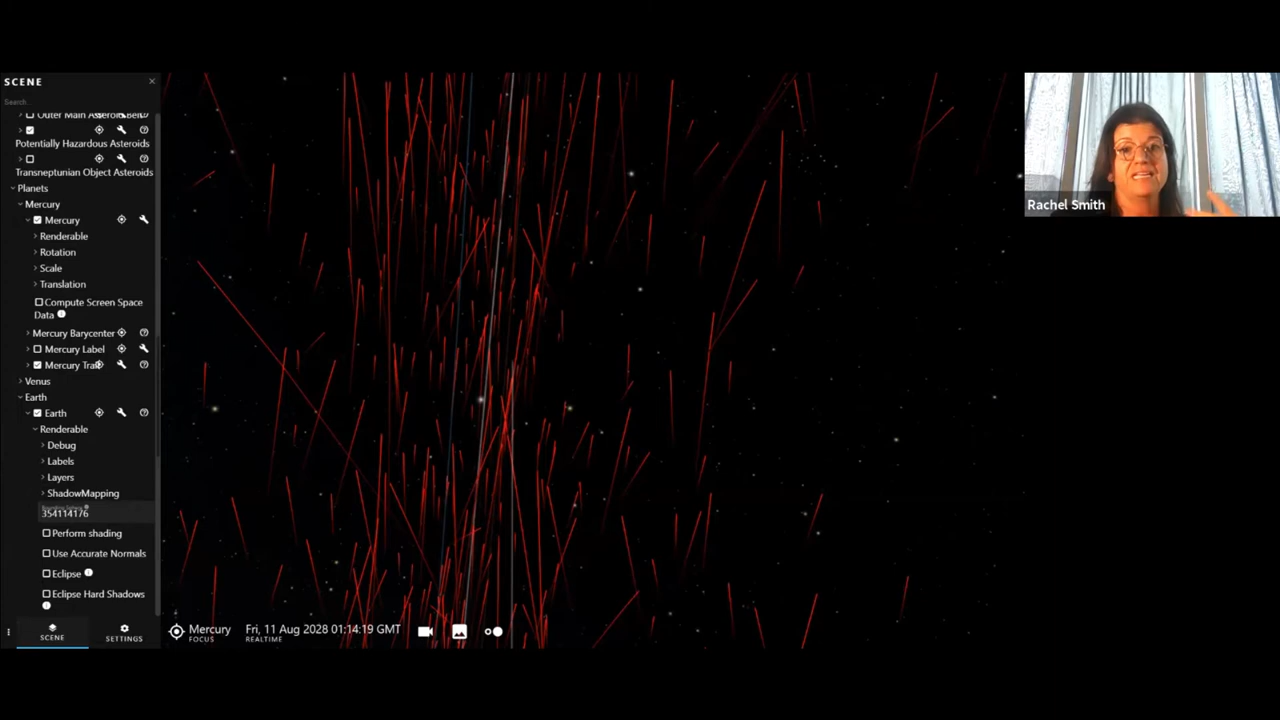 SCENE
Search...
Outer Main Asteroid Belt
Potentially Hazardous Asteroids
Transneptunian Object Asteroids
Planets
Mercury
Mercury
Renderable
Rotation
Scale
Translation
Compute Screen Space
Data
Mercury Barycenter
Mercury Label
Mercury Trail
Venus
Earth
Earth
Renderable
Debug
Labels
Layers
ShadowMapping
354114176
Perform shading
Use Accurate Normals
Eclipse
Eclipse Hard Shadows
SCENE
SETTINGS
Mercury
FOCUS
Fri, 11 Aug 2028 01:14:19 GMT
REALTIME
Rachel Smith